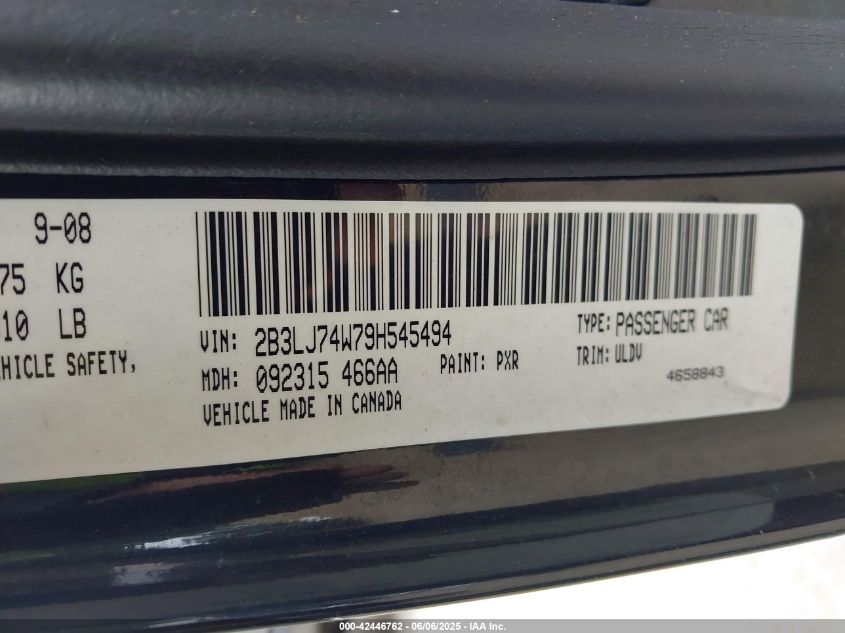 9-08
75 KG
10 LB
EHICLE SAFETY,
VIN: 2B3LJ74W79H545494
TYPE: PASSENGER CAR
MDH: 092315 466AA
PAINT: PXR
TRIM: ULDV
VEHICLE MADE IN CANADA
4658843
000-42446762 - 06/06/2025 - IAA Inc.